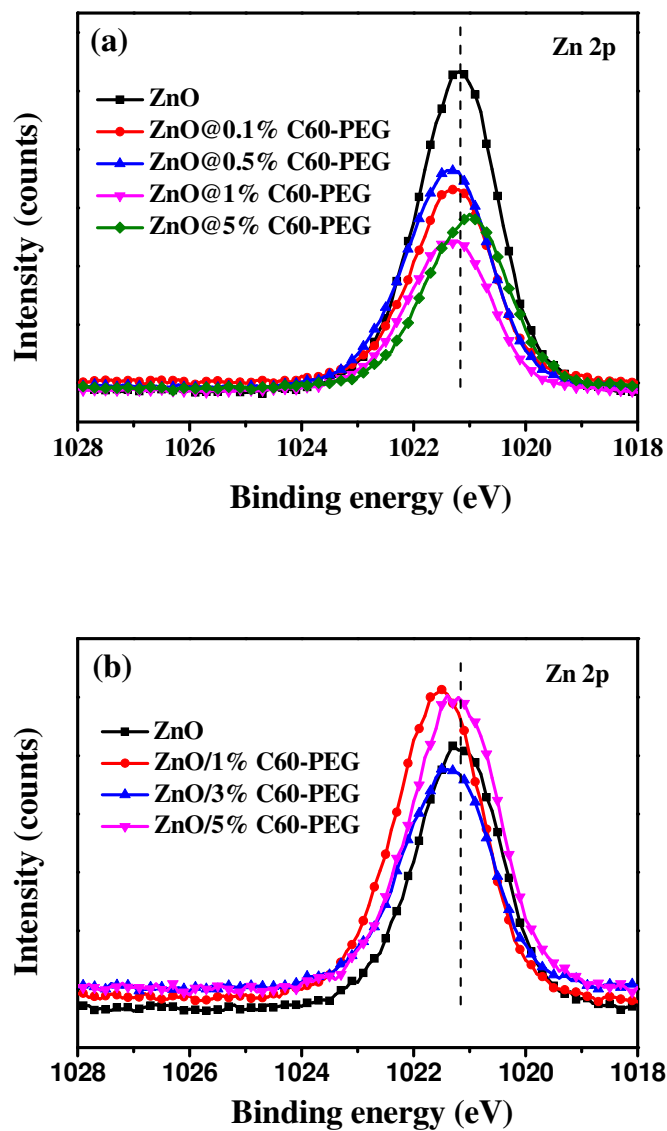 (a)
Zn 2p
ZnO
ZnO@0.1% C60-PEG
ZnO@0.5% C60-PEG
ZnO@1% C60-PEG
ZnO@5% C60-PEG
Intensity (counts)
1028 1026 1024 1022 1020 1018
Binding energy (eV)
(b)
Zn 2p
ZnO
ZnO/1% C60-PEG
ZnO/3% C60-PEG
ZnO/5% C60-PEG
Intensity (counts)
1028 1026 1024 1022 1020 1018
Binding energy (eV)